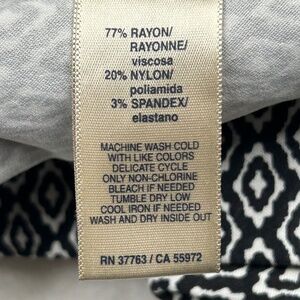 77% RAYON/
RAYONNE/
viscosa
20% NYLON/
poliamida
3% SPANDEX/
elastano
MACHINE WASH COLD
WITH LIKE COLORS
DELICATE CYCLE
ONLY NON-CHLORINE
BLEACH IF NEEDED
TUMBLE DRY LOW
COOL IRON IF NEEDED
WASH AND DRY INSIDE OUT
RN 37763 / CA 55972